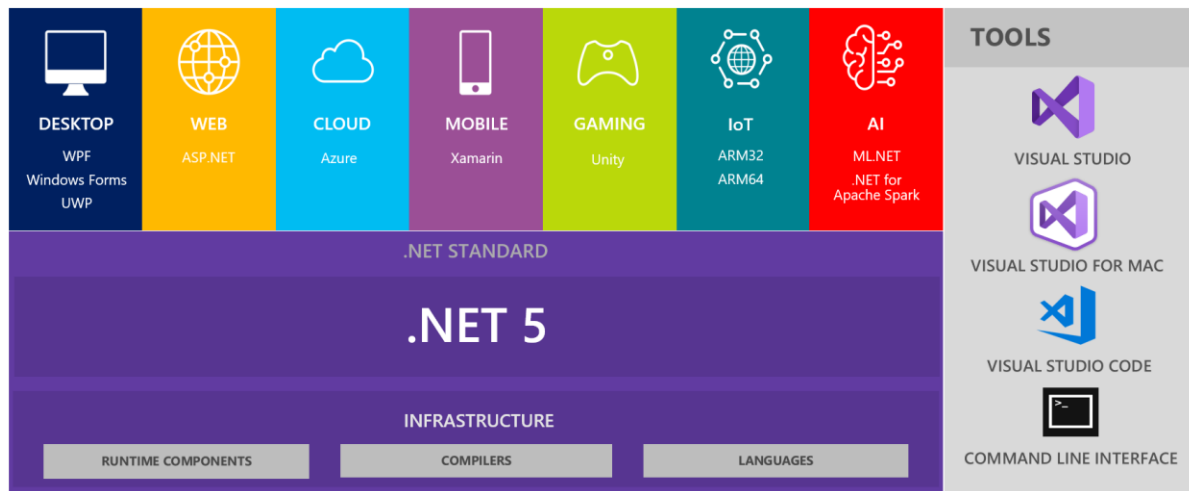 DESKTOP
WPF
Windows Forms
UWP
WEB
ASP.NET
CLOUD
Azure
MOBILE
Xamarin
GAMING
Unity
IoT
ARM32
ARM64
AI
ML.NET
.NET for
Apache Spark
.NET STANDARD
.NET 5
INFRASTRUCTURE
RUNTIME COMPONENTS
COMPILERS
LANGUAGES
TOOLS
VISUAL STUDIO
VISUAL STUDIO FOR MAC
VISUAL STUDIO CODE
>_
COMMAND LINE INTERFACE